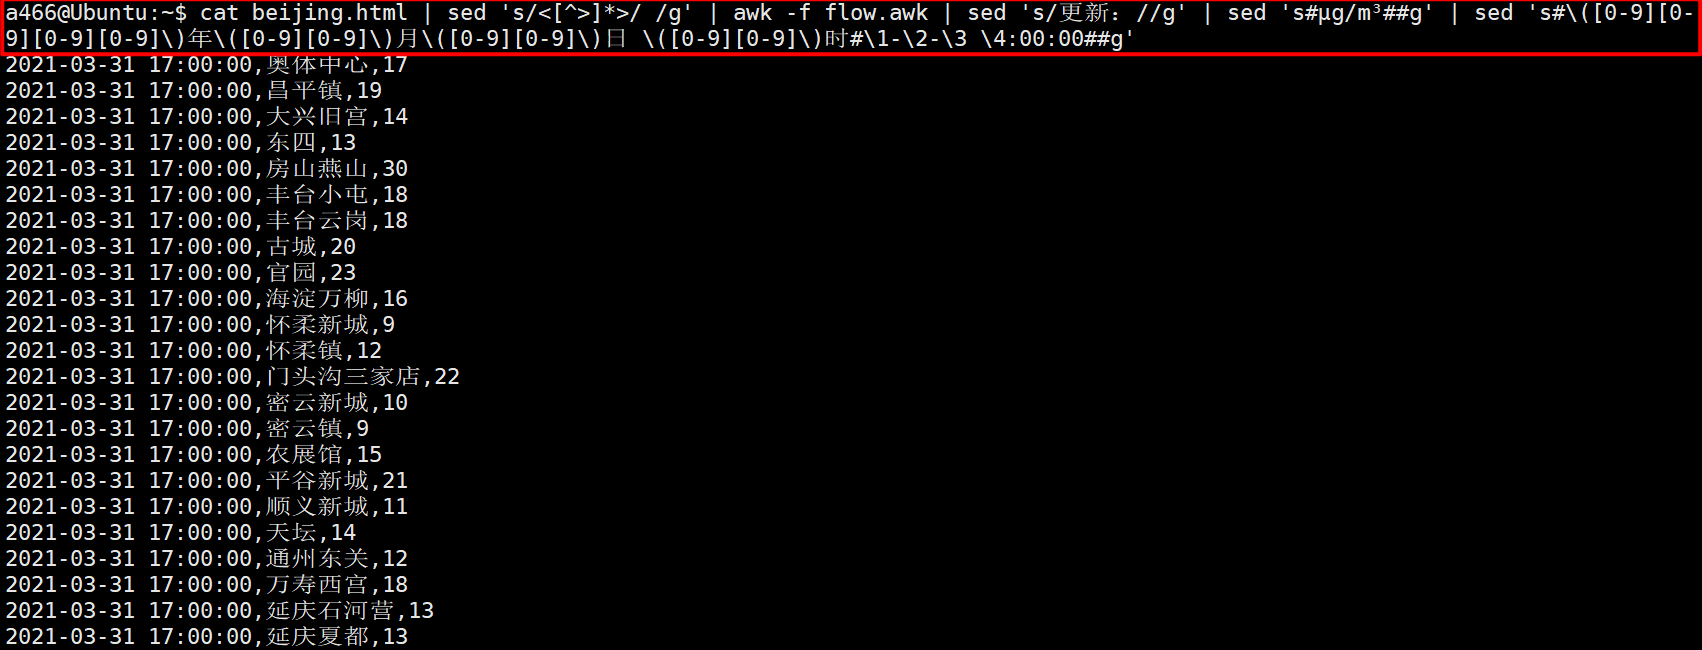 a466@Ubuntu:~$ cat beijing.html | sed 's/<[^>]*>/ /g' | awk -f flow.awk | sed 's/更新：//g' | sed 's#μg/m³##g' | sed 's#\([0-9][0-
9][0-9][0-9]\)年\([0-9][0-9]\)月\([0-9][0-9]\)日 \([0-9][0-9]\)时#\1-\2-\3 \4:00:00##g'
2021-03-31 17:00:00,奥体中心,17
2021-03-31 17:00:00,昌平镇,19
2021-03-31 17:00:00,大兴旧宫,14
2021-03-31 17:00:00,东四,13
2021-03-31 17:00:00,房山燕山,30
2021-03-31 17:00:00,丰台小屯,18
2021-03-31 17:00:00,丰台云岗,18
2021-03-31 17:00:00,古城,20
2021-03-31 17:00:00,官园,23
2021-03-31 17:00:00,海淀万柳,16
2021-03-31 17:00:00,怀柔新城,9
2021-03-31 17:00:00,怀柔镇,12
2021-03-31 17:00:00,门头沟三家店,22
2021-03-31 17:00:00,密云新城,10
2021-03-31 17:00:00,密云镇,9
2021-03-31 17:00:00,农展馆,15
2021-03-31 17:00:00,平谷新城,21
2021-03-31 17:00:00,顺义新城,11
2021-03-31 17:00:00,天坛,14
2021-03-31 17:00:00,通州东关,12
2021-03-31 17:00:00,万寿西宫,18
2021-03-31 17:00:00,延庆石河营,13
2021-03-31 17:00:00,延庆夏都,13